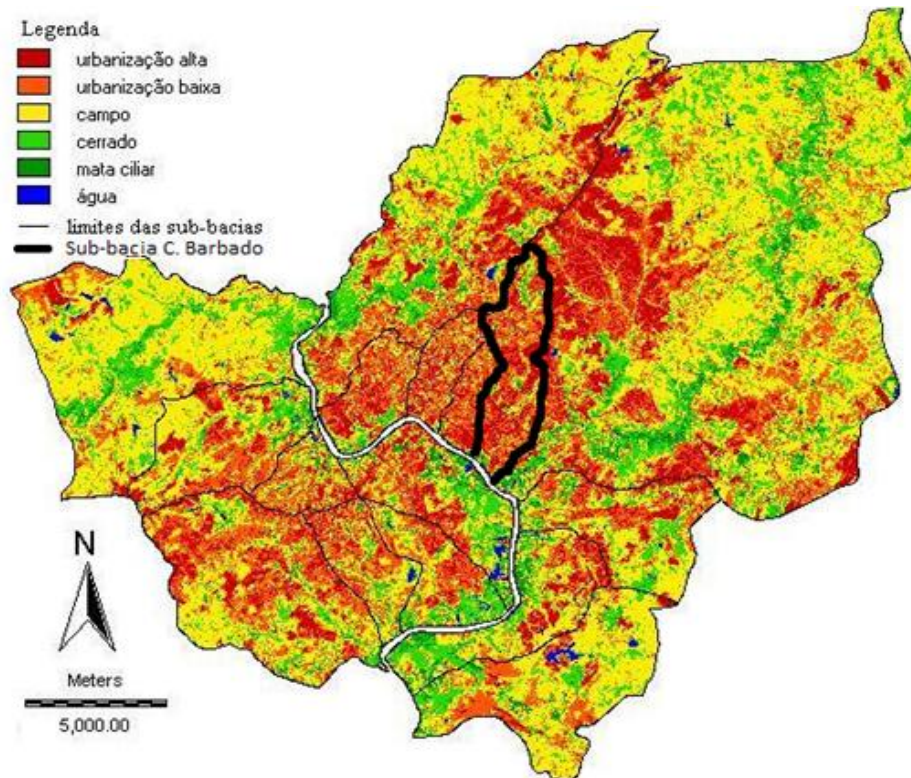 Legenda
urbanização alta
urbanização baixa
campo
cerrado
mata ciliar
água
limites das sub-bacias
Sub-bacia C. Barbado
N
Meters
5,000.00